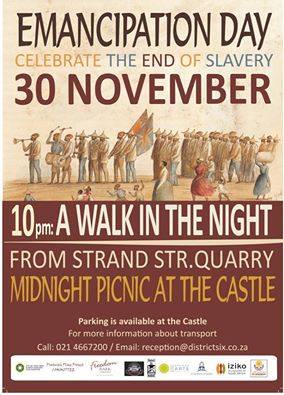 EMANCIPATION DAY
CELEBRATE THE END OF SLAVERY
30 NOVEMBER
10pm: A WALK IN THE NIGHT
FROM STRAND STR.QUARRY
MIDNIGHT PICNIC AT THE CASTLE
Parking is available at the Castle
For more information about transport
Call: 021 4667200 / Email: reception@districtsix.co.za
Freedom
iziko